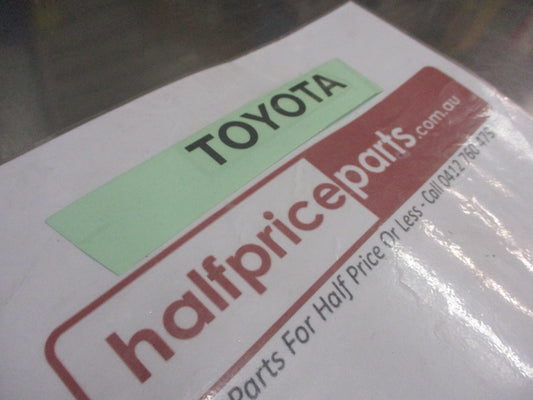 TOYOTA
halfpriceparts.com.au
Parts For Half Price Or Less - Call 0412 760 475